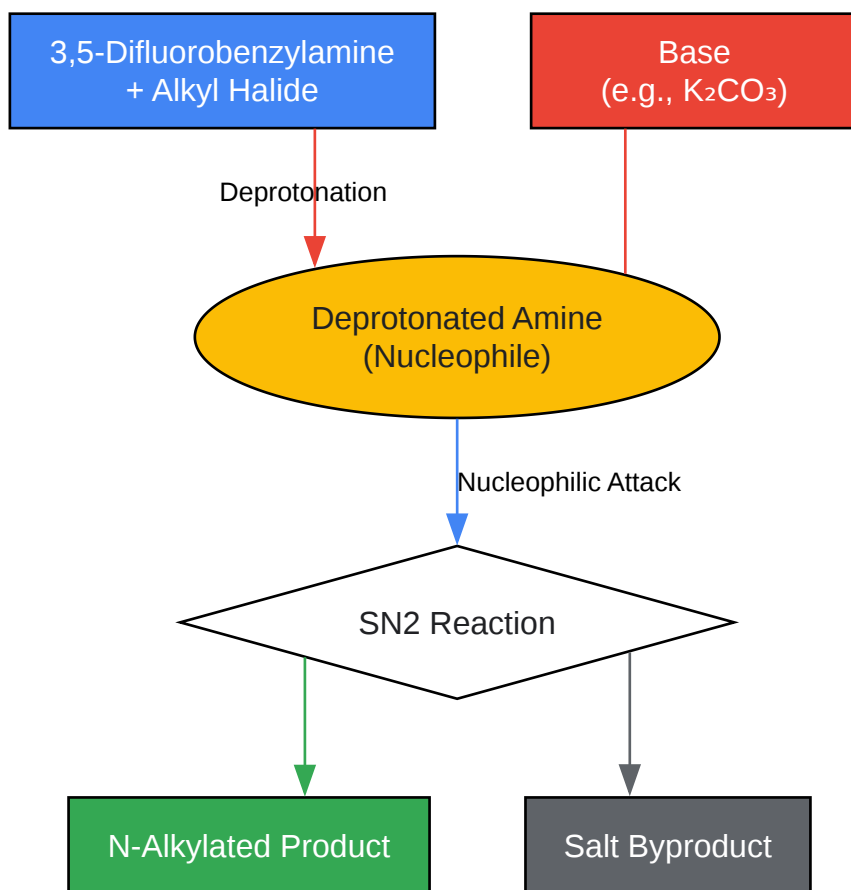 3,5-Difluorobenzylamine
+ Alkyl Halide
Base
(e.g., K₂CO₃)
Deprotonation
Deprotonated Amine
(Nucleophile)
Nucleophilic Attack
SN2 Reaction
N-Alkylated Product
Salt Byproduct